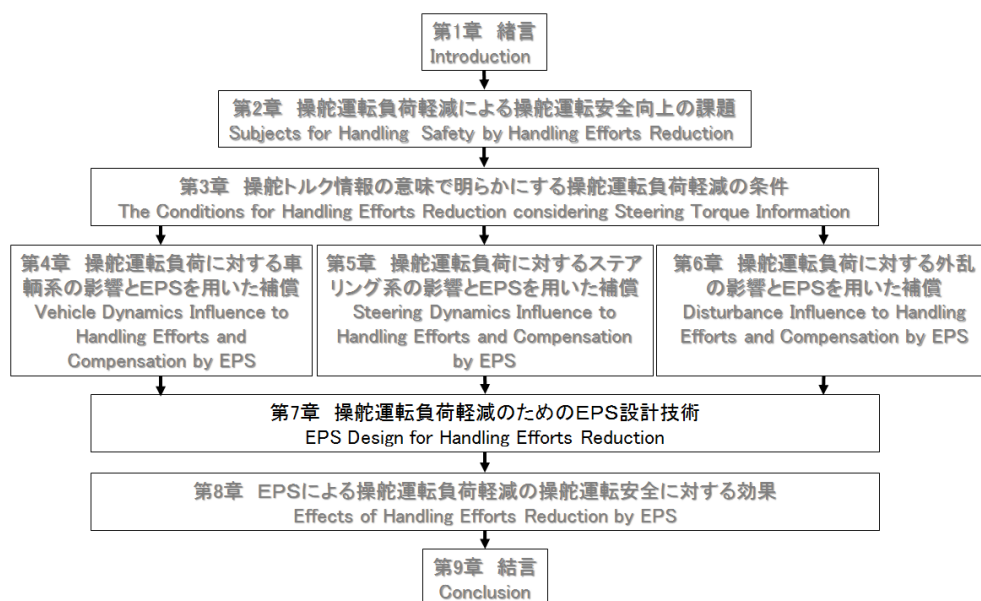 第1章 緒言
Introduction
第2章 操舵運転負荷軽減による操舵運転安全向上の課題
Subjects for Handling Safety by Handling Efforts Reduction
第3章 操舵トルク情報の意味で明らかにする操舵運転負荷軽減の条件
The Conditions for Handling Efforts Reduction considering Steering Torque Information
第4章 操舵運転負荷に対する車
輌系の影響とEPSを用いた補償
Vehicle Dynamics Influence to
Handling Efforts and
Compensation by EPS
第5章 操舵運転負荷に対するステア
リング系の影響とEPSを用いた補償
Steering Dynamics Influence to
Handling Efforts and Compensation
by EPS
第6章 操舵運転負荷に対する外乱
の影響とEPSを用いた補償
Disturbance Influence to Handling
Efforts and Compensation by EPS
第7章 操舵運転負荷軽減のためのEPS設計技術
EPS Design for Handling Efforts Reduction
第8章 EPSによる操舵運転負荷軽減の操舵運転安全に対する効果
Effects of Handling Efforts Reduction by EPS
第9章 結言
Conclusion